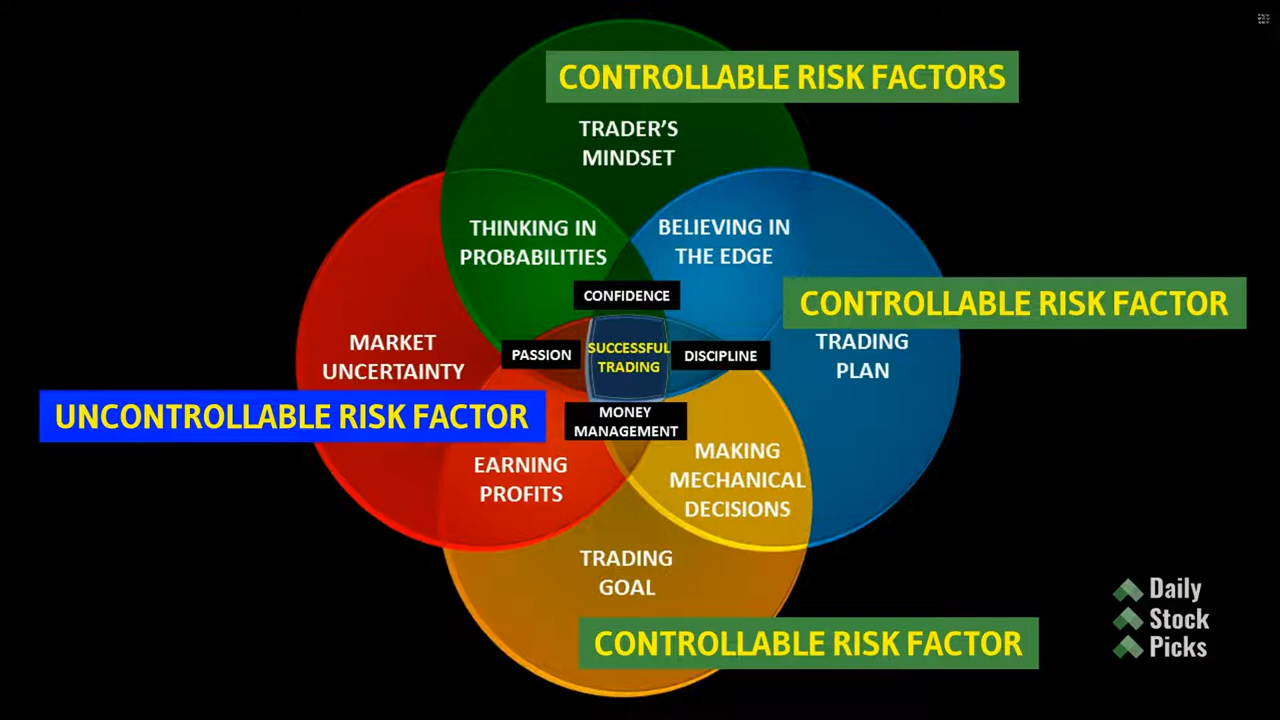 CONTROLLABLE RISK FACTORS
TRADER'S
MINDSET
THINKING IN
PROBABILITIES
BELIEVING IN
THE EDGE
CONFIDENCE
CONTROLLABLE RISK FACTOR
MARKET
UNCERTAINTY
PASSION
SUCCESSFUL
TRADING
DISCIPLINE
TRADING
PLAN
UNCONTROLLABLE RISK FACTOR
MONEY
MANAGEMENT
EARNING
PROFITS
MAKING
MECHANICAL
DECISIONS
TRADING
GOAL
CONTROLLABLE RISK FACTOR
Daily
Stock
Picks